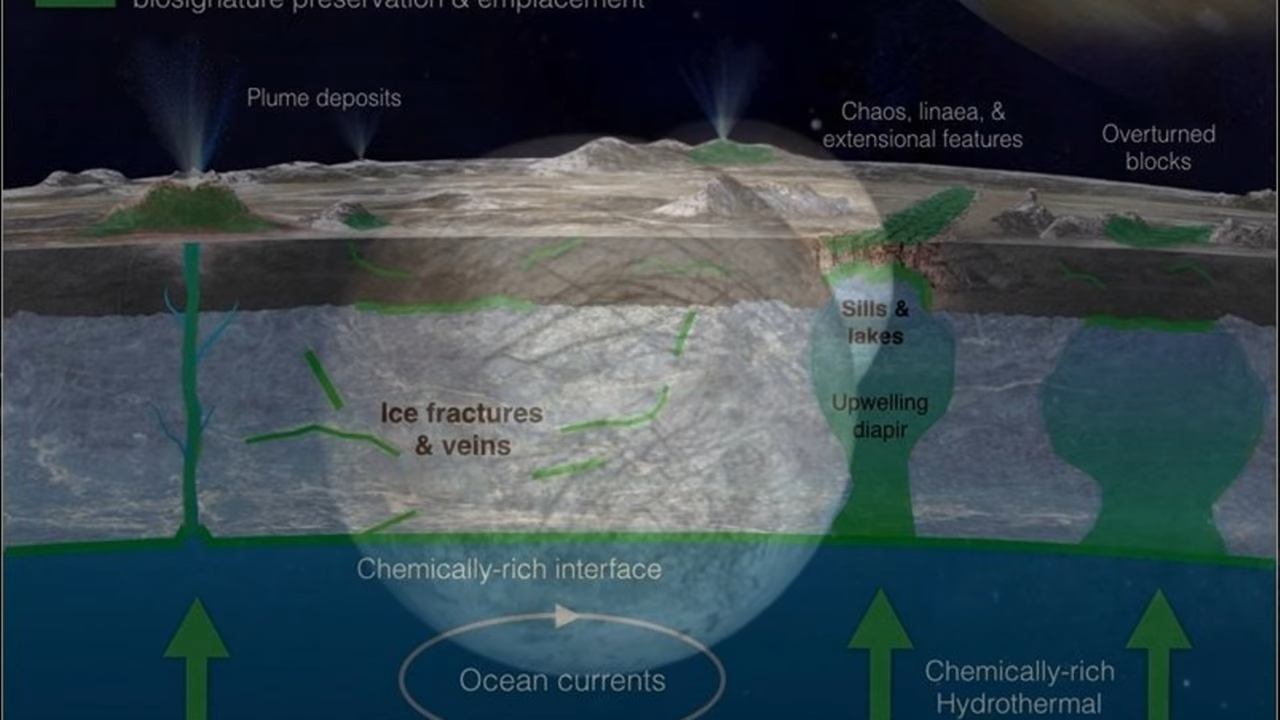 biosignature preservation & emplacement
Plume deposits
Chaos, linaea, &
extensional features
Overturned
blocks
Sills &
lakes
Upwelling
diapir
Ice fractures
& veins
Chemically-rich interface
Ocean currents
Chemically-rich
Hydrothermal